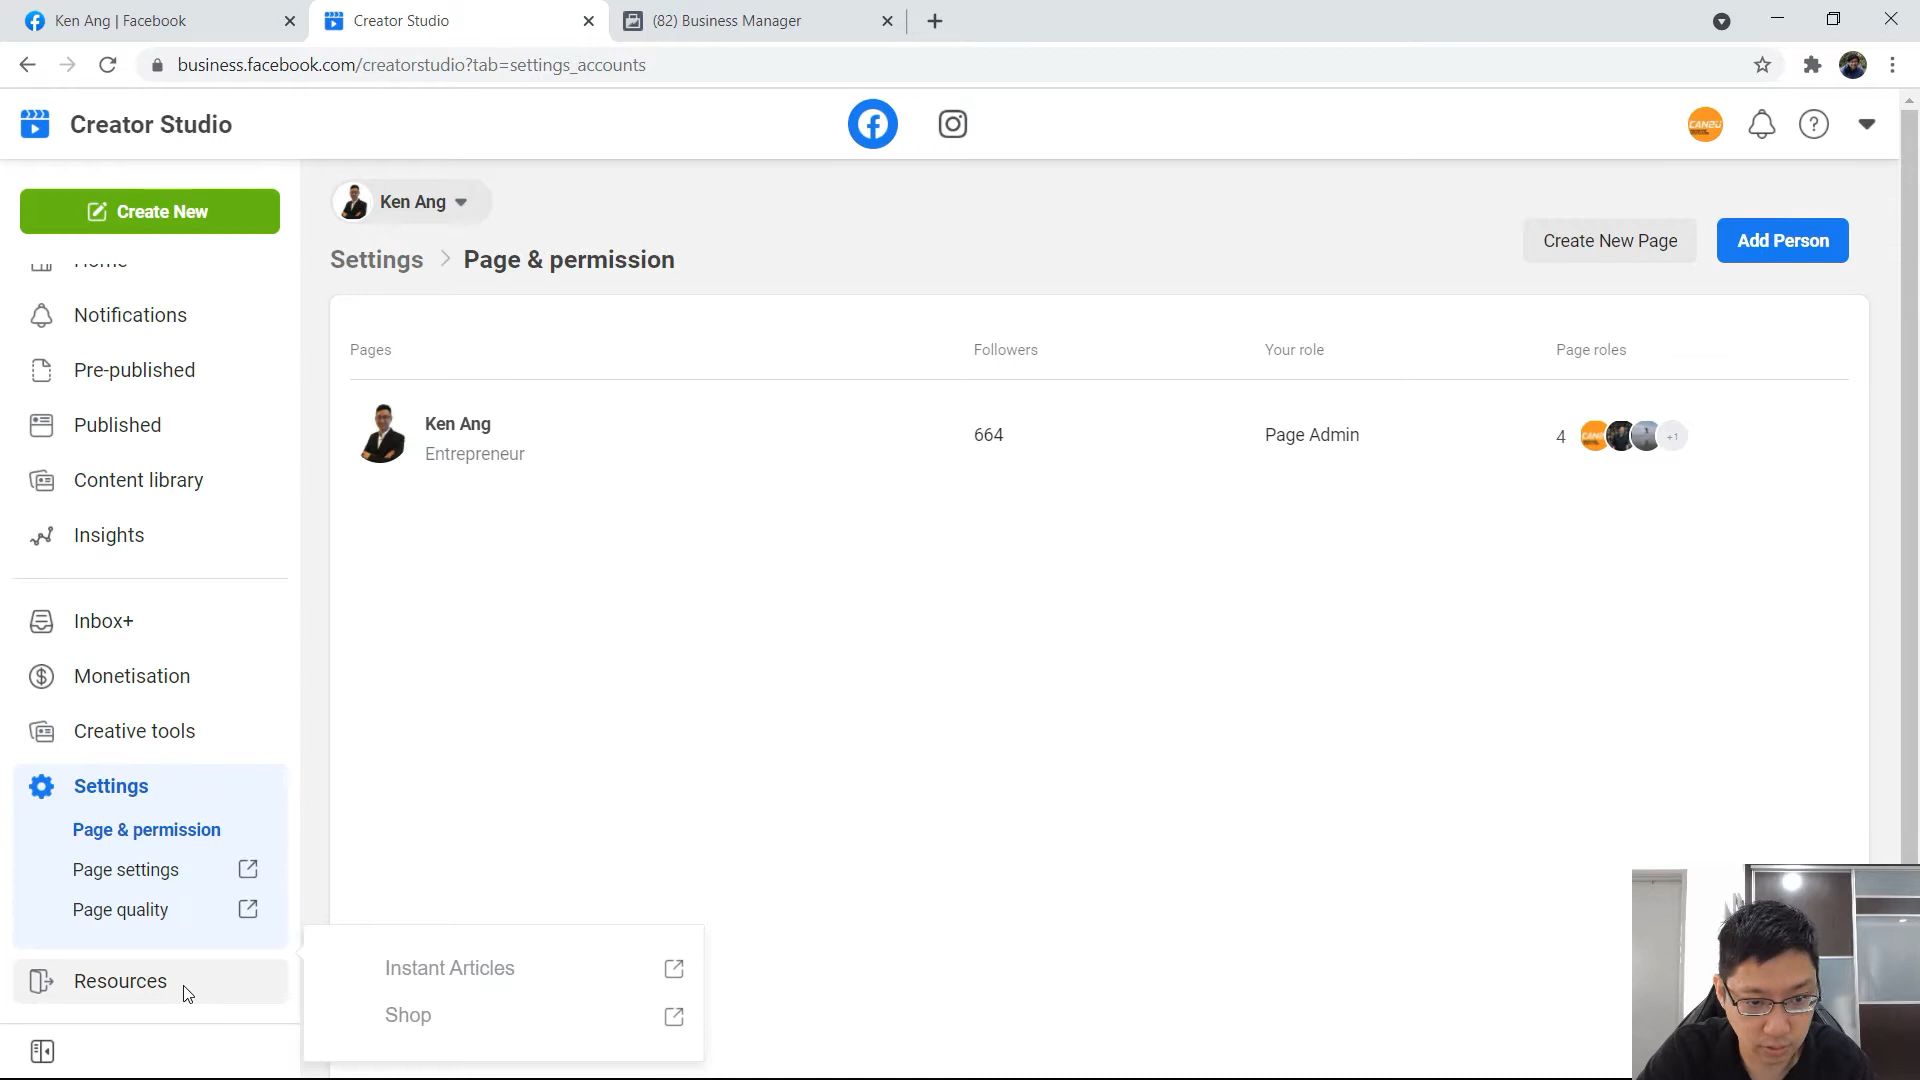 Ken Ang | Facebook
Creator Studio
(82) Business Manager
business.facebook.com/creatorstudio?tab=settings_accounts
Creator Studio
Create New
Home
Notifications
Pre-published
Published
Content library
Insights
Inbox+
Monetisation
Creative tools
Settings
Page & permission
Page settings
Page quality
Resources
Ken Ang
Settings > Page & permission
Create New Page
Add Person
Pages Followers Your role Page roles
Ken Ang
Entrepreneur
664 Page Admin 4 +1
Instant Articles
Shop